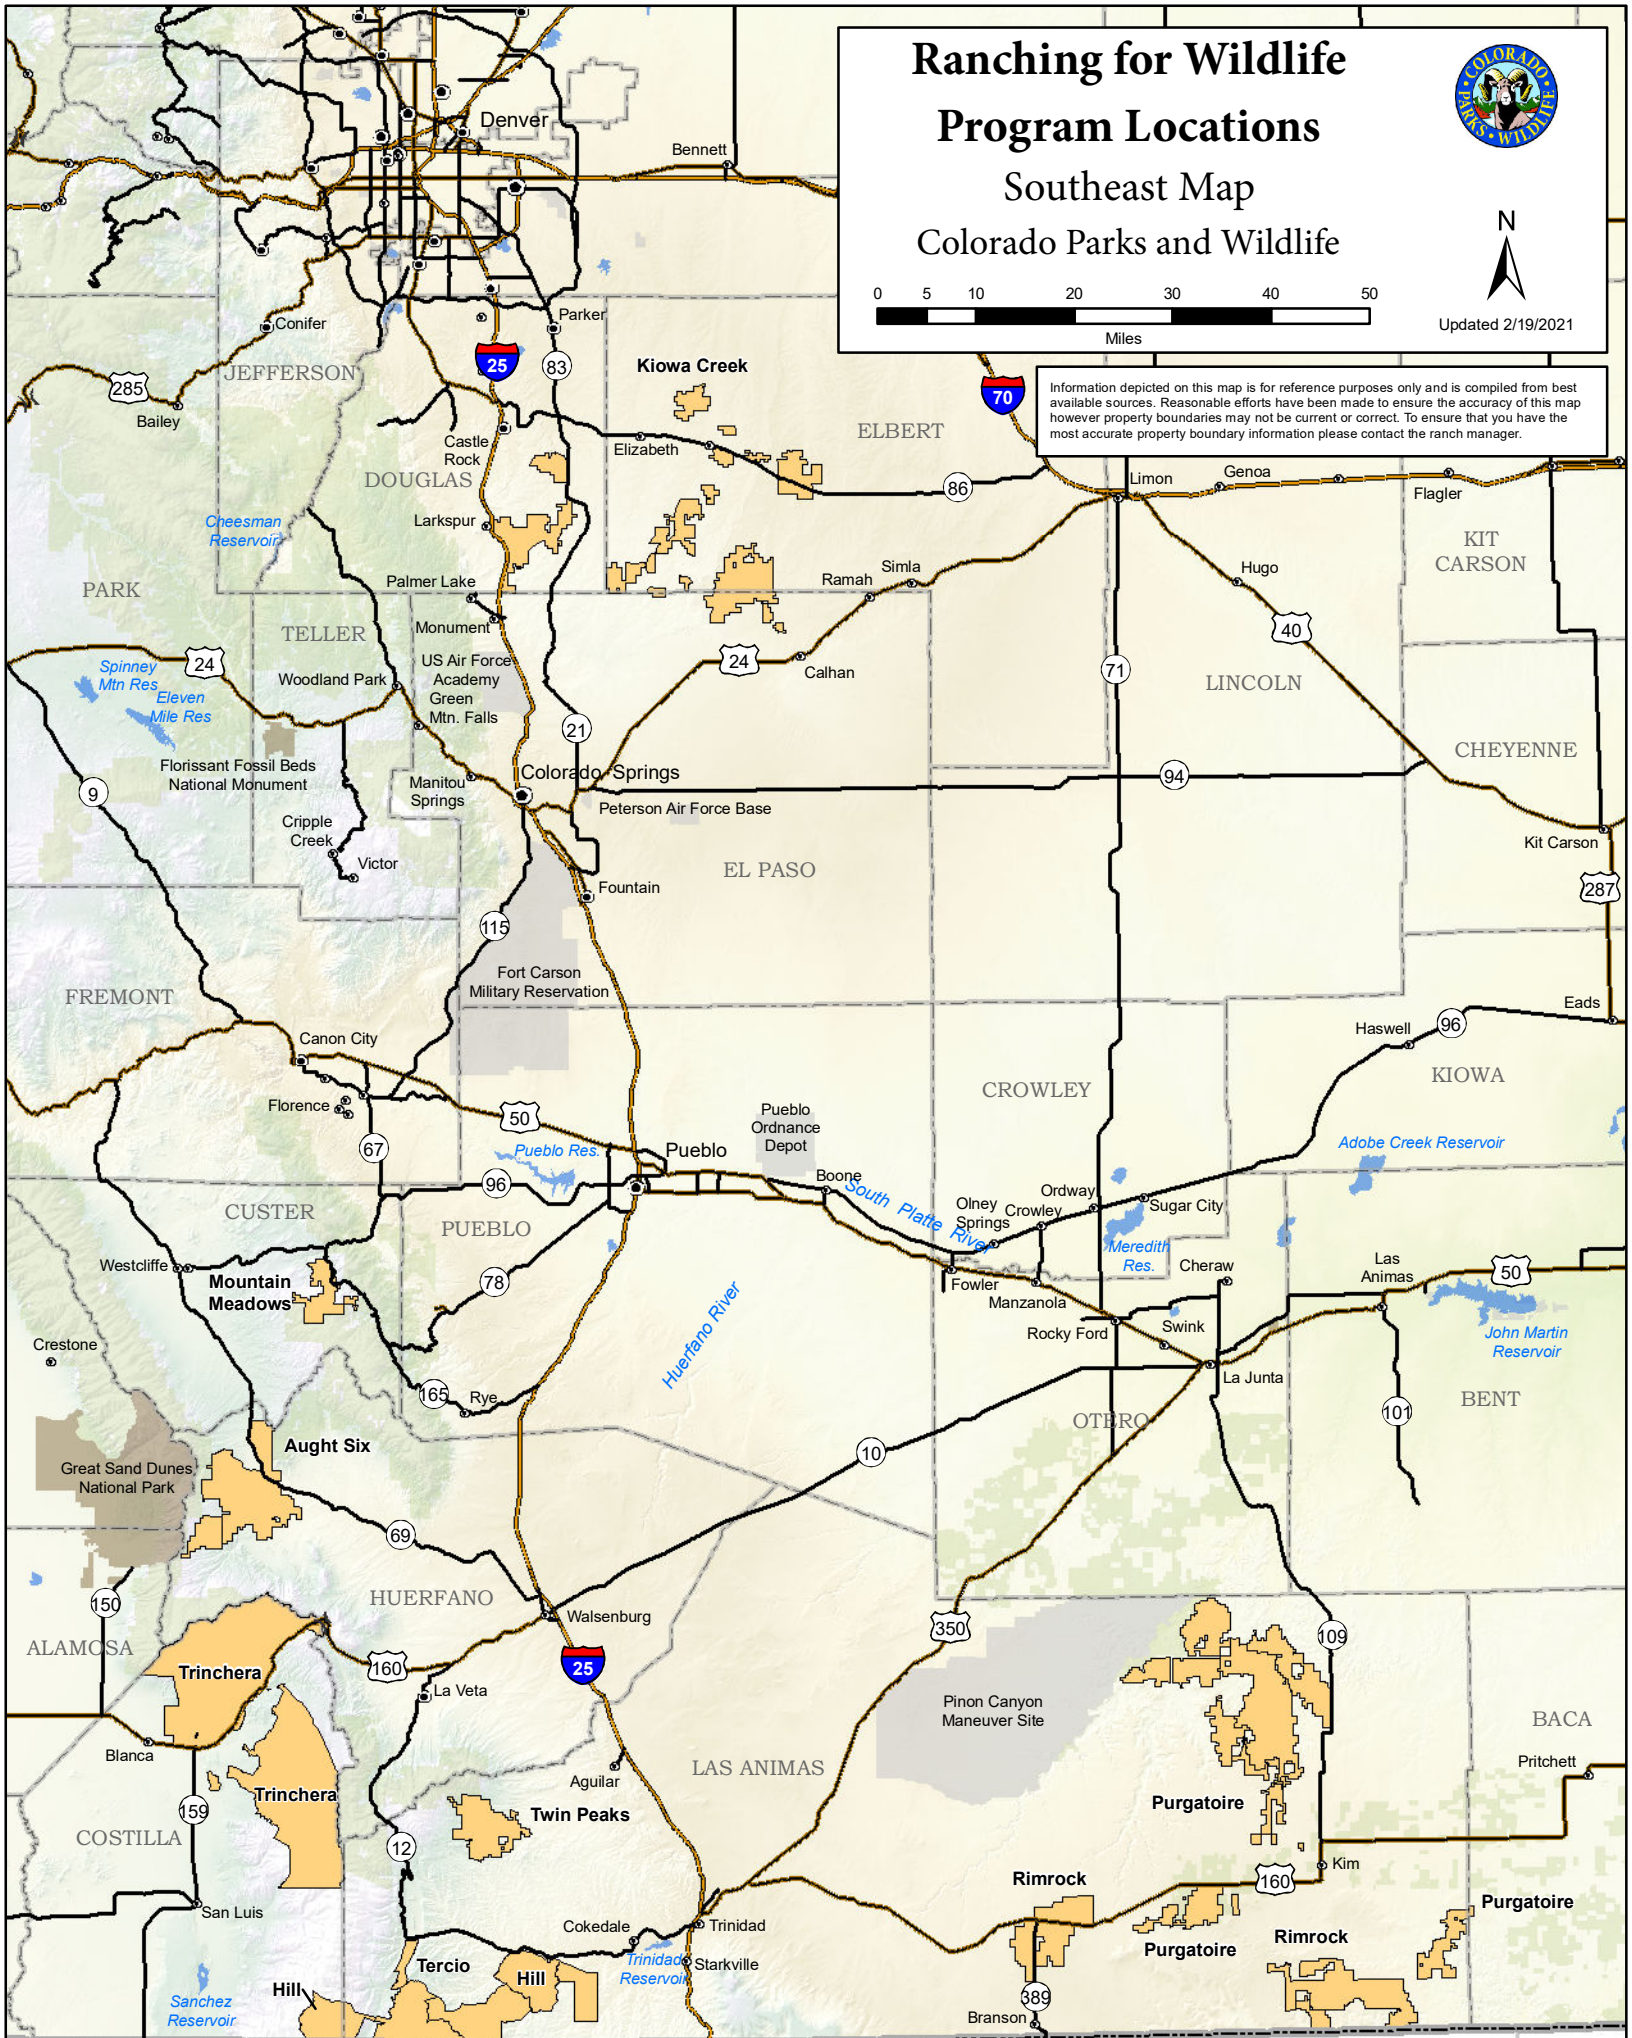 Ranching for Wildlife
Program Locations
Southeast Map
Colorado Parks and Wildlife
COLORADO
PARKS • WILDLIFE
N
0 5 10 20 30 40 50
Miles
Updated 2/19/2021
Information depicted on this map is for reference purposes only and is compiled from best
available sources. Reasonable efforts have been made to ensure the accuracy of this map
however property boundaries may not be current or correct. To ensure that you have the
most accurate property boundary information please contact the ranch manager.
Denver
Bennett
Conifer
Parker
JEFFERSON
25
83
Kiowa Creek
70
285
Bailey
Castle
Rock
Elizabeth
ELBERT
DOUGLAS
86
Limon
Genoa
Flagler
Cheesman
Reservoir
Larkspur
KIT
CARSON
PARK
Palmer Lake
Ramah
Simla
Hugo
TELLER
Monument
40
24
Spinney
Mtn Res
Eleven
Mile Res
Woodland Park
US Air Force
Academy
Green
Mtn. Falls
24
Calhan
71
LINCOLN
21
CHEYENNE
Florissant Fossil Beds
National Monument
Manitou
Springs
Colorado Springs
Peterson Air Force Base
94
9
Cripple
Creek
Victor
Kit Carson
EL PASO
Fountain
287
115
Fort Carson
Military Reservation
FREMONT
Eads
Haswell
96
Canon City
KIOWA
CROWLEY
Florence
50
Pueblo
Ordnance
Depot
67
Pueblo Res.
Pueblo
Adobe Creek Reservoir
96
Boone
South Platte River
Olney
Springs
Crowley
Ordway
Sugar City
CUSTER
PUEBLO
Meredith
Res.
Westcliffe
Mountain
Meadows
78
Fowler
Manzanola
Cheraw
Las
Animas
50
Huerfano River
Rocky Ford
Swink
John Martin
Reservoir
Crestone
La Junta
165
Rye
OTERO
101
BENT
Aught Six
Great Sand Dunes
National Park
10
69
HUERFANO
150
Walsenburg
350
109
ALAMOSA
Trinchera
160
25
La Veta
Pinon Canyon
Maneuver Site
BACA
Blanca
Aguilar
LAS ANIMAS
Pritchett
Trinchera
159
Twin Peaks
Purgatoire
COSTILLA
12
Kim
Rimrock
160
San Luis
Cokedale
Trinidad
Purgatoire
Purgatoire
Rimrock
Tercio
Hill
Trinidad
Reservoir
Starkville
Hill
Sanchez
Reservoir
389
Branson